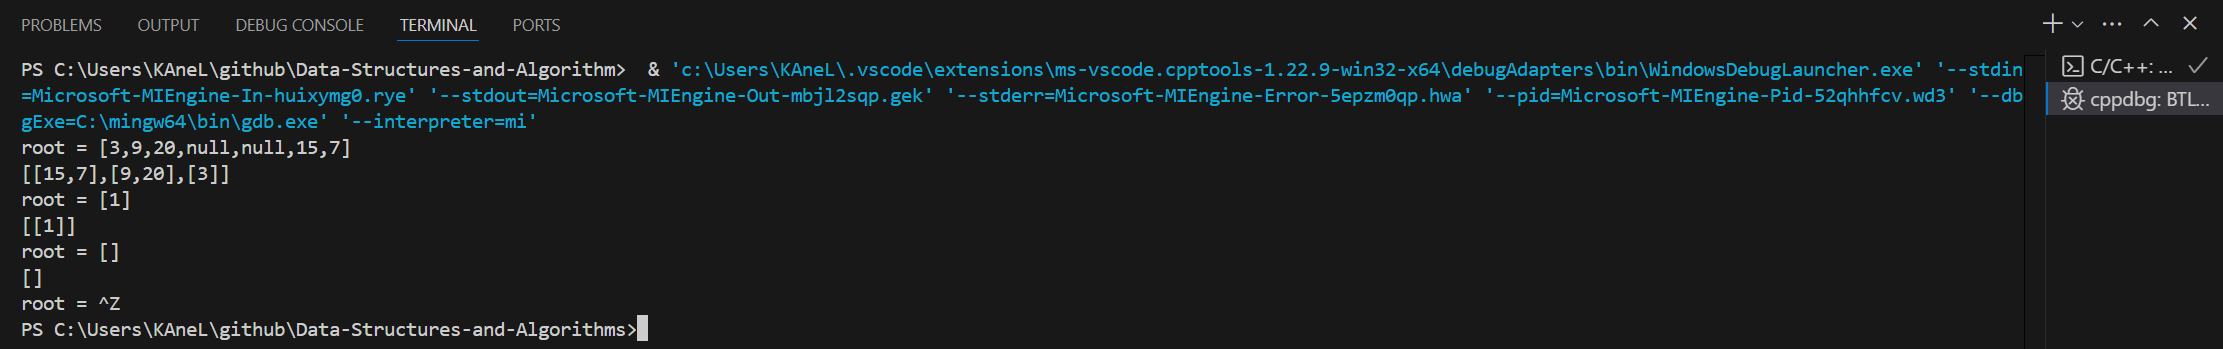 PROBLEMS OUTPUT DEBUG CONSOLE TERMINAL PORTS
PS C:\Users\KAneL\github\Data-Structures-and-Algorithm>  & 'c:\Users\KAneL\.vscode\extensions\ms-vscode.cpptools-1.22.9-win32-x64\debugAdapters\bin\WindowsDebugLauncher.exe' '--stdin
=Microsoft-MIEngine-In-huixymg0.rye' '--stdout=Microsoft-MIEngine-Out-mbjl2sqp.gek' '--stderr=Microsoft-MIEngine-Error-5epzm0qp.hwa' '--pid=Microsoft-MIEngine-Pid-52qhhfcv.wd3' '--db
gExe=C:\mingw64\bin\gdb.exe' '--interpreter=mi'
root = [3,9,20,null,null,15,7]
[[15,7],[9,20],[3]]
root = [1]
[[1]]
root = []
[]
root = ^Z
PS C:\Users\KAneL\github\Data-Structures-and-Algorithms>
C/C++: ...
cppdbg: BTL...